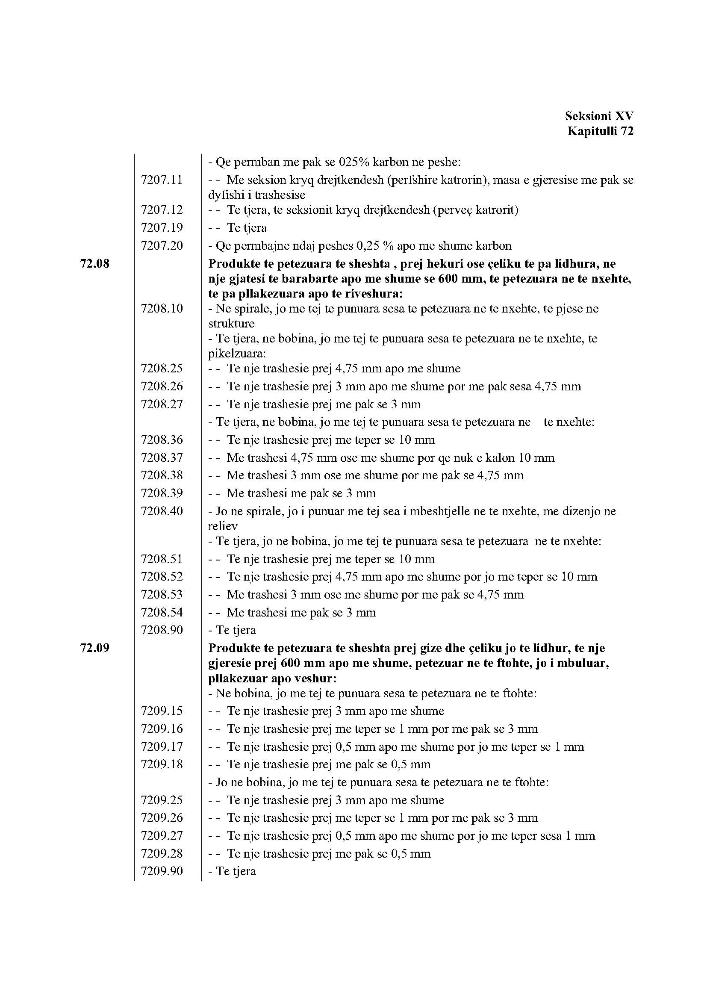 Seksioni XV
Kapitulli 72
- Qe permban me pak se 025% karbon ne peshe:
7207.11 - - Me seksion kryq drejtkendesh (perfshire katrorin), masa e gjeresise me pak se
dyfishi i trashesise
7207.12 - - Te tjera, te seksionit kryq drejtkendesh (perveç katrorit)
7207.19 - - Te tjera
7207.20 - Qe permbajne ndaj peshes 0,25 % apo me shume karbon
72.08 Produkte te petezuara te sheshta , prej hekuri ose çeliku te pa lidhura, ne
nje gjatesi te barabarte apo me shume se 600 mm, te petezuara ne te nxehte,
te pa pllakezuara apo te riveshura:
7208.10 - Ne spirale, jo me tej te punuara sesa te petezuara ne te nxehte, te pjese ne
strukture
- Te tjera, ne bobina, jo me tej te punuara sesa te petezuara ne te nxehte, te
pikelzuara:
7208.25 - - Te nje trashesie prej 4,75 mm apo me shume
7208.26 - - Te nje trashesie prej 3 mm apo me shume por me pak sesa 4,75 mm
7208.27 - - Te nje trashesie prej me pak se 3 mm
- Te tjera, ne bobina, jo me tej te punuara sesa te petezuara ne te nxehte:
7208.36 - - Te nje trashesie prej me teper se 10 mm
7208.37 - - Me trashesi 4,75 mm ose me shume por qe nuk e kalon 10 mm
7208.38 - - Me trashesi 3 mm ose me shume por me pak se 4,75 mm
7208.39 - - Me trashesi me pak se 3 mm
7208.40 - Jo ne spirale, jo i punuar me tej sea i mbeshtjelle ne te nxehte, me dizenjo ne
reliev
- Te tjera, jo ne bobina, jo me tej te punuara sesa te petezuara ne te nxehte:
7208.51 - - Te nje trashesie prej me teper se 10 mm
7208.52 - - Te nje trashesie prej 4,75 mm apo me shume por jo me teper se 10 mm
7208.53 - - Me trashesi 3 mm ose me shume por me pak se 4,75 mm
7208.54 - - Me trashesi me pak se 3 mm
7208.90 - Te tjera
72.09 Produkte te petezuara te sheshta prej gize dhe çeliku jo te lidhur, te nje
gjeresie prej 600 mm apo me shume, petezuar ne te ftohte, jo i mbuluar,
pllakezuar apo veshur:
- Ne bobina, jo me tej te punuara sesa te petezuara ne te ftohte:
7209.15 - - Te nje trashesie prej 3 mm apo me shume
7209.16 - - Te nje trashesie prej me teper se 1 mm por me pak se 3 mm
7209.17 - - Te nje trashesie prej 0,5 mm apo me shume por jo me teper se 1 mm
7209.18 - - Te nje trashesie prej me pak se 0,5 mm
- Jo ne bobina, jo me tej te punuara sesa te petezuara ne te ftohte:
7209.25 - - Te nje trashesie prej 3 mm apo me shume
7209.26 - - Te nje trashesie prej me teper se 1 mm por me pak se 3 mm
7209.27 - - Te nje trashesie prej 0,5 mm apo me shume por jo me teper sesa 1 mm
7209.28 - - Te nje trashesie prej me pak se 0,5 mm
7209.90 - Te tjera